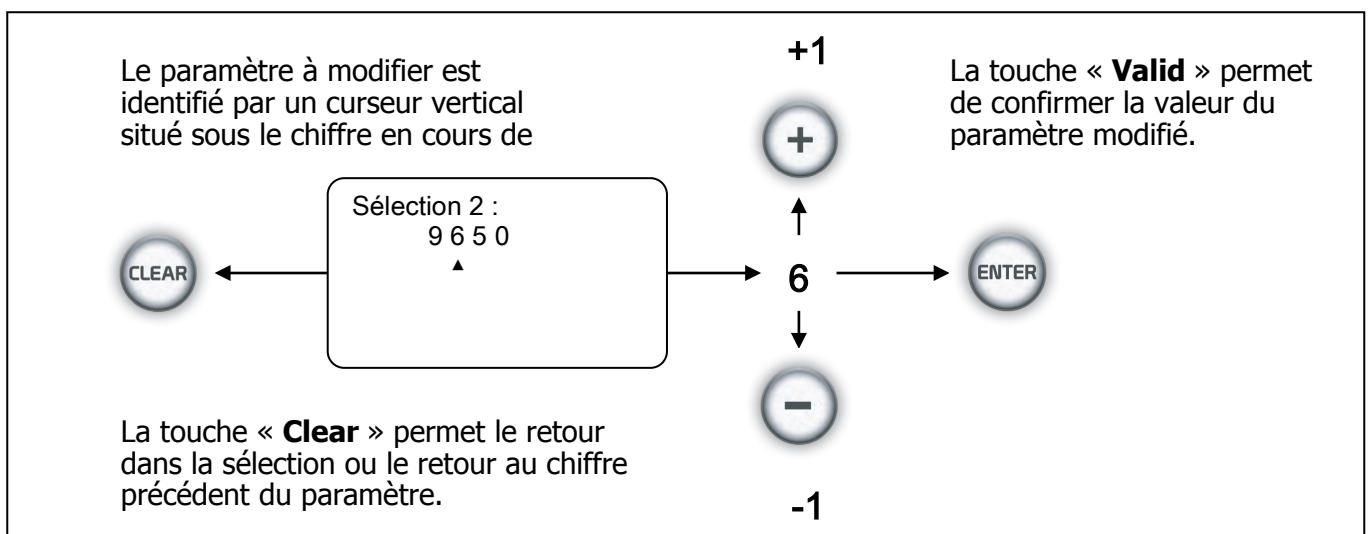 Le paramètre à modifier est
identifié par un curseur vertical
situé sous le chiffre en cours de
+1
+
La touche « Valid » permet
de confirmer la valeur du
paramètre modifié.
CLEAR
Sélection 2 :
9 6 5 0
6
ENTER
-
La touche « Clear » permet le retour
dans la sélection ou le retour au chiffre
précédent du paramètre.
-1